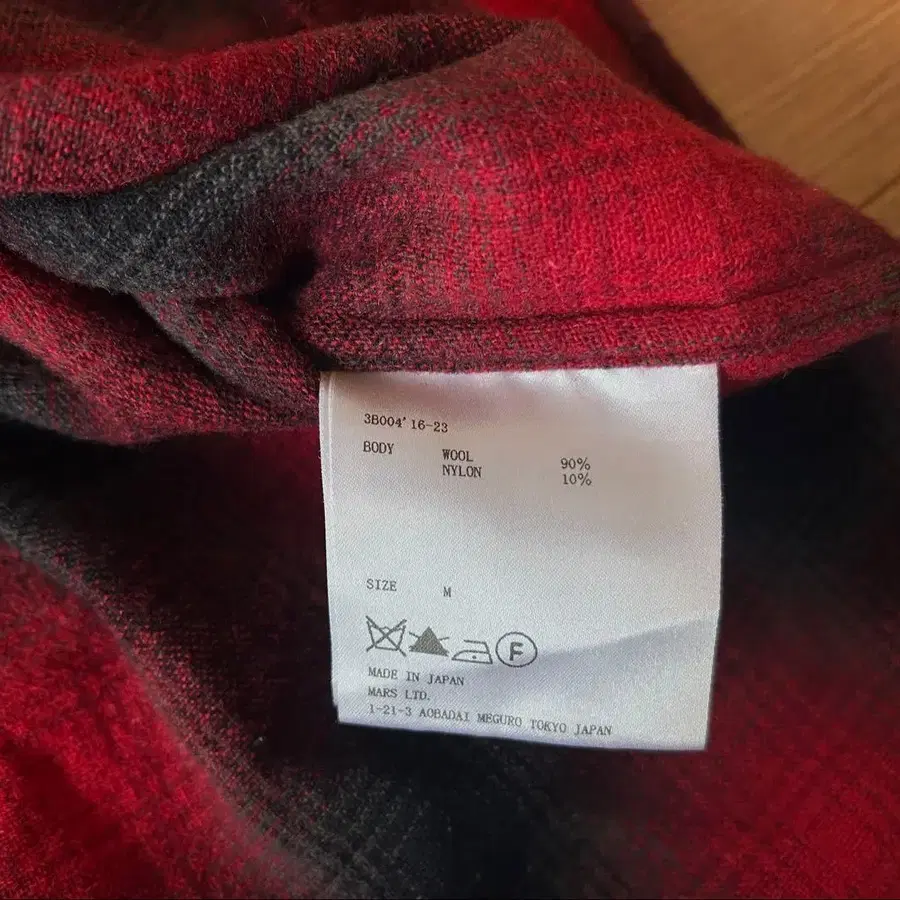 3B004' 16-23
BODY WOOL 90%
NYLON 10%
SIZE M
F
MADE IN JAPAN
MARS LTD.
1-21-3 AOBADAI MEGURO TOKYO JAPAN